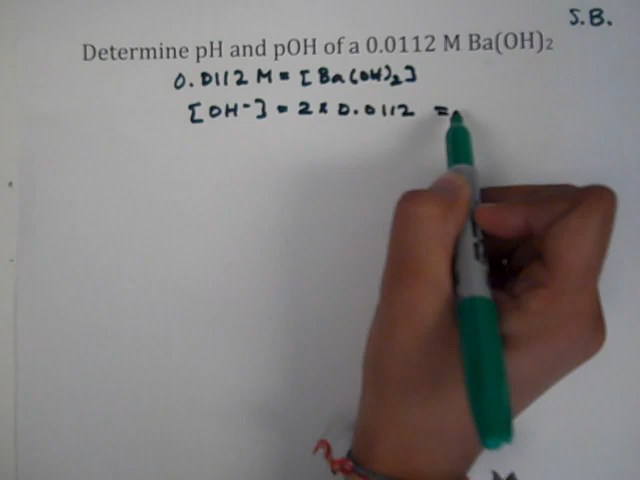 S.B.
Determine pH and pOH of a 0.0112 M Ba(OH)₂
0.0112 M = [Ba(OH)₂]
[OH⁻] = 2 x 0.0112 =